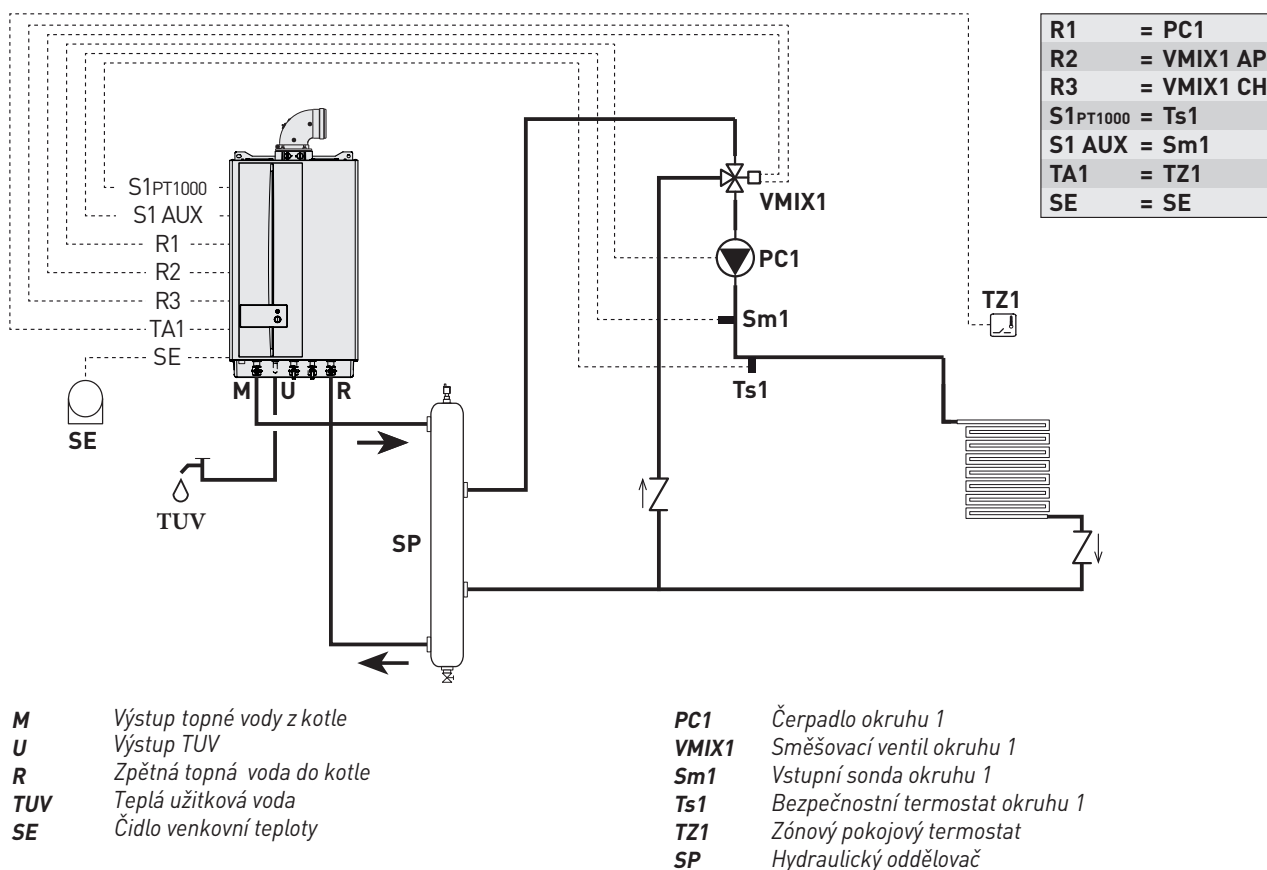 R1 = PC1
R2 = VMIX1 AP
R3 = VMIX1 CH
S1PT1000 = Ts1
S1 AUX = Sm1
TA1 = TZ1
SE = SE
S1PT1000
S1 AUX
R1
R2
R3
TA1
SE
VMIX1
PC1
Sm1
Ts1
TZ1
M U R
SE
TUV
SP
M Výstup topné vody z kotle
U Výstup TUV
R Zpětná topná voda do kotle
TUV Teplá užitková voda
SE Čidlo venkovní teploty
PC1 Čerpadlo okruhu 1
VMIX1 Směšovací ventil okruhu 1
Sm1 Vstupní sonda okruhu 1
Ts1 Bezpečnostní termostat okruhu 1
TZ1 Zónový pokojový termostat
SP Hydraulický oddělovač